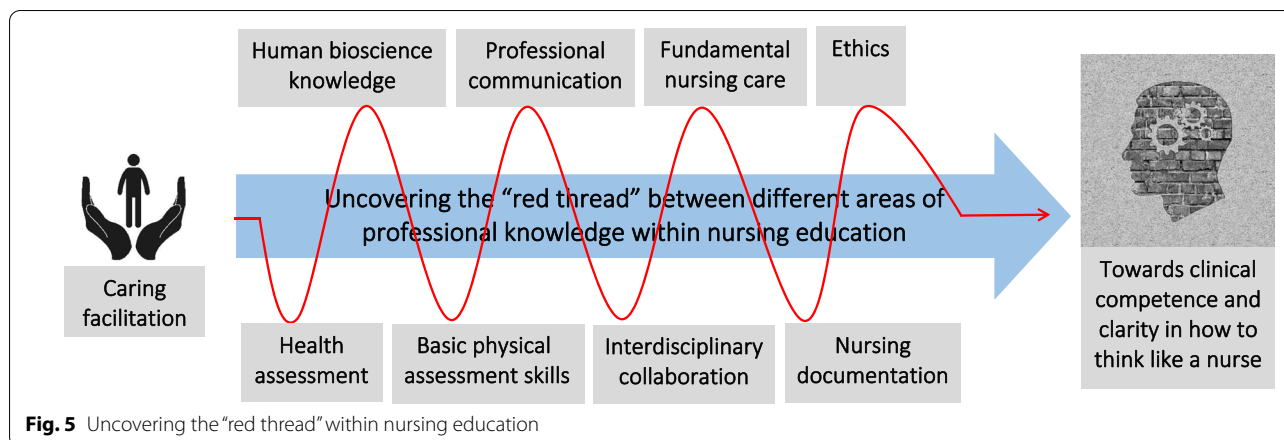 Human bioscience
knowledge
Professional
communication
Fundamental
nursing care
Ethics
Uncovering the “red thread” between different areas of
professional knowledge within nursing education
Caring
facilitation
Health
assessment
Basic physical
assessment skills
Interdisciplinary
collaboration
Nursing
documentation
Towards clinical
competence and
clarity in how to
think like a nurse
Fig. 5 Uncovering the “red thread” within nursing education